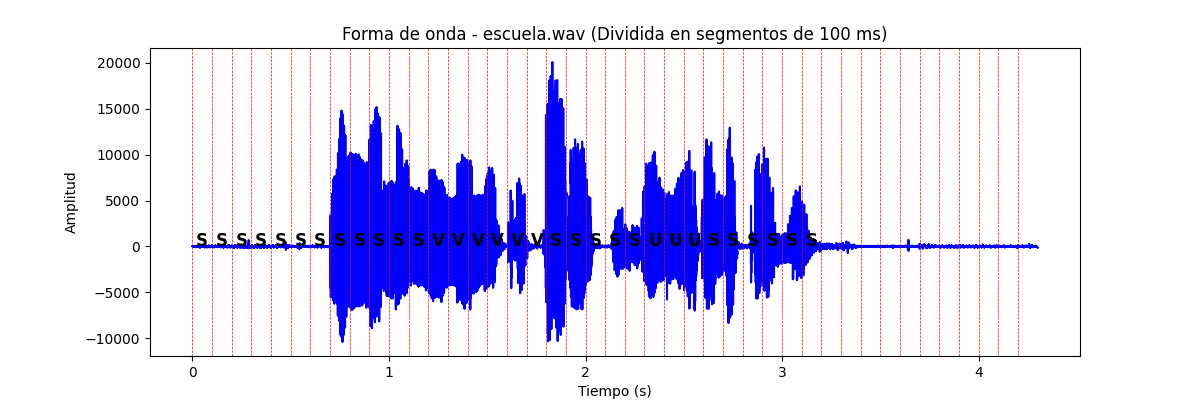 Forma de onda - escuela.wav (Dividida en segmentos de 100 ms)
20000
15000
10000
5000
0
−5000
−10000
Amplitud
S S S S S S S S S S S S V V V V V V S S S S S U U U S S S S S S
0 1 2 3 4
Tiempo (s)